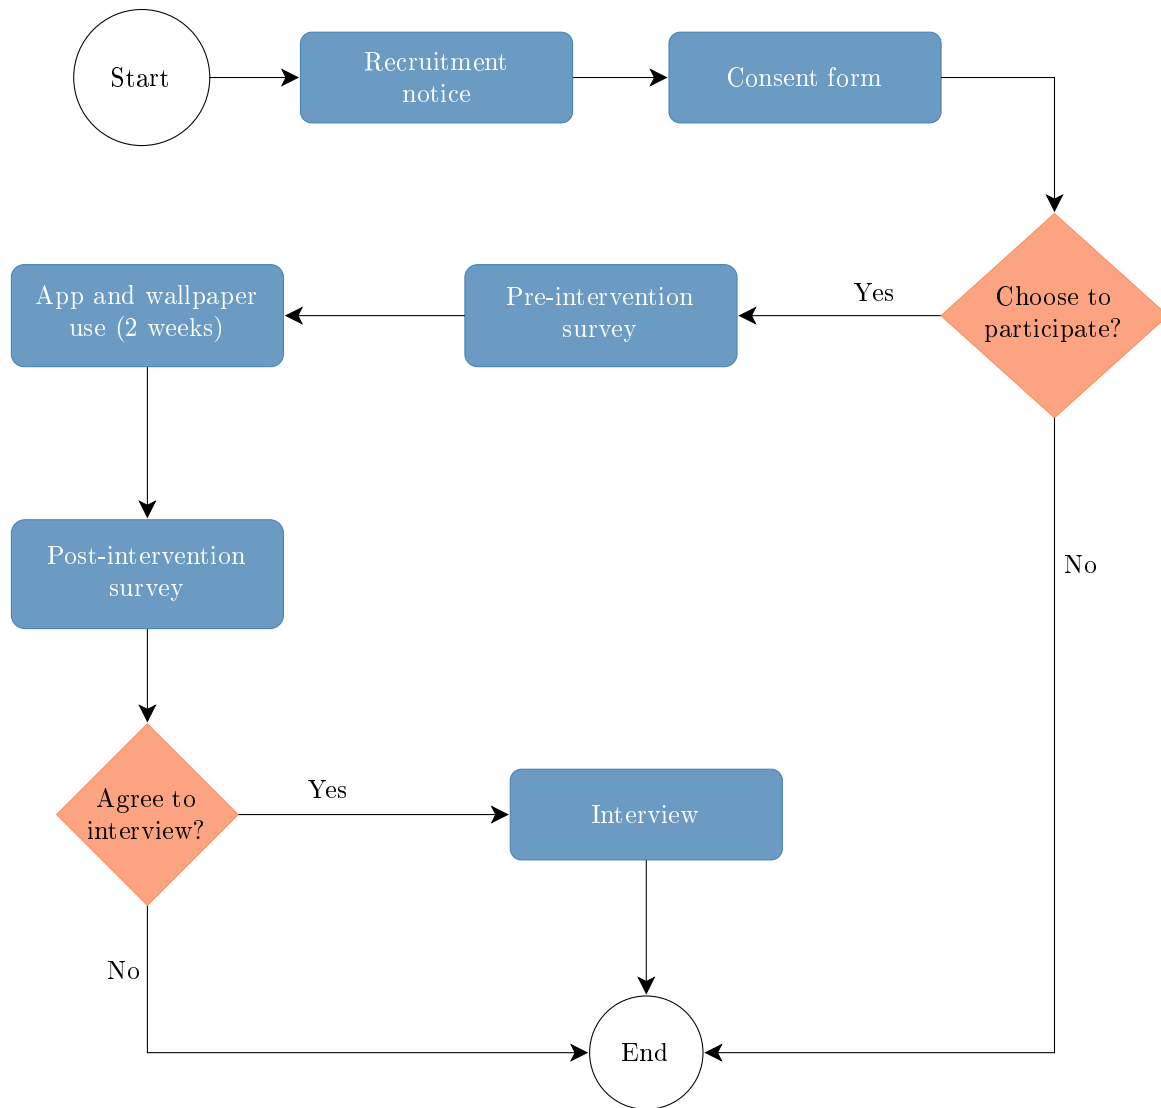 Start
Recruitment
notice
Consent form
Choose to
participate?
Yes
Pre-intervention
survey
App and wallpaper
use (2 weeks)
Post-intervention
survey
No
Agree to
interview?
Yes
Interview
No
End